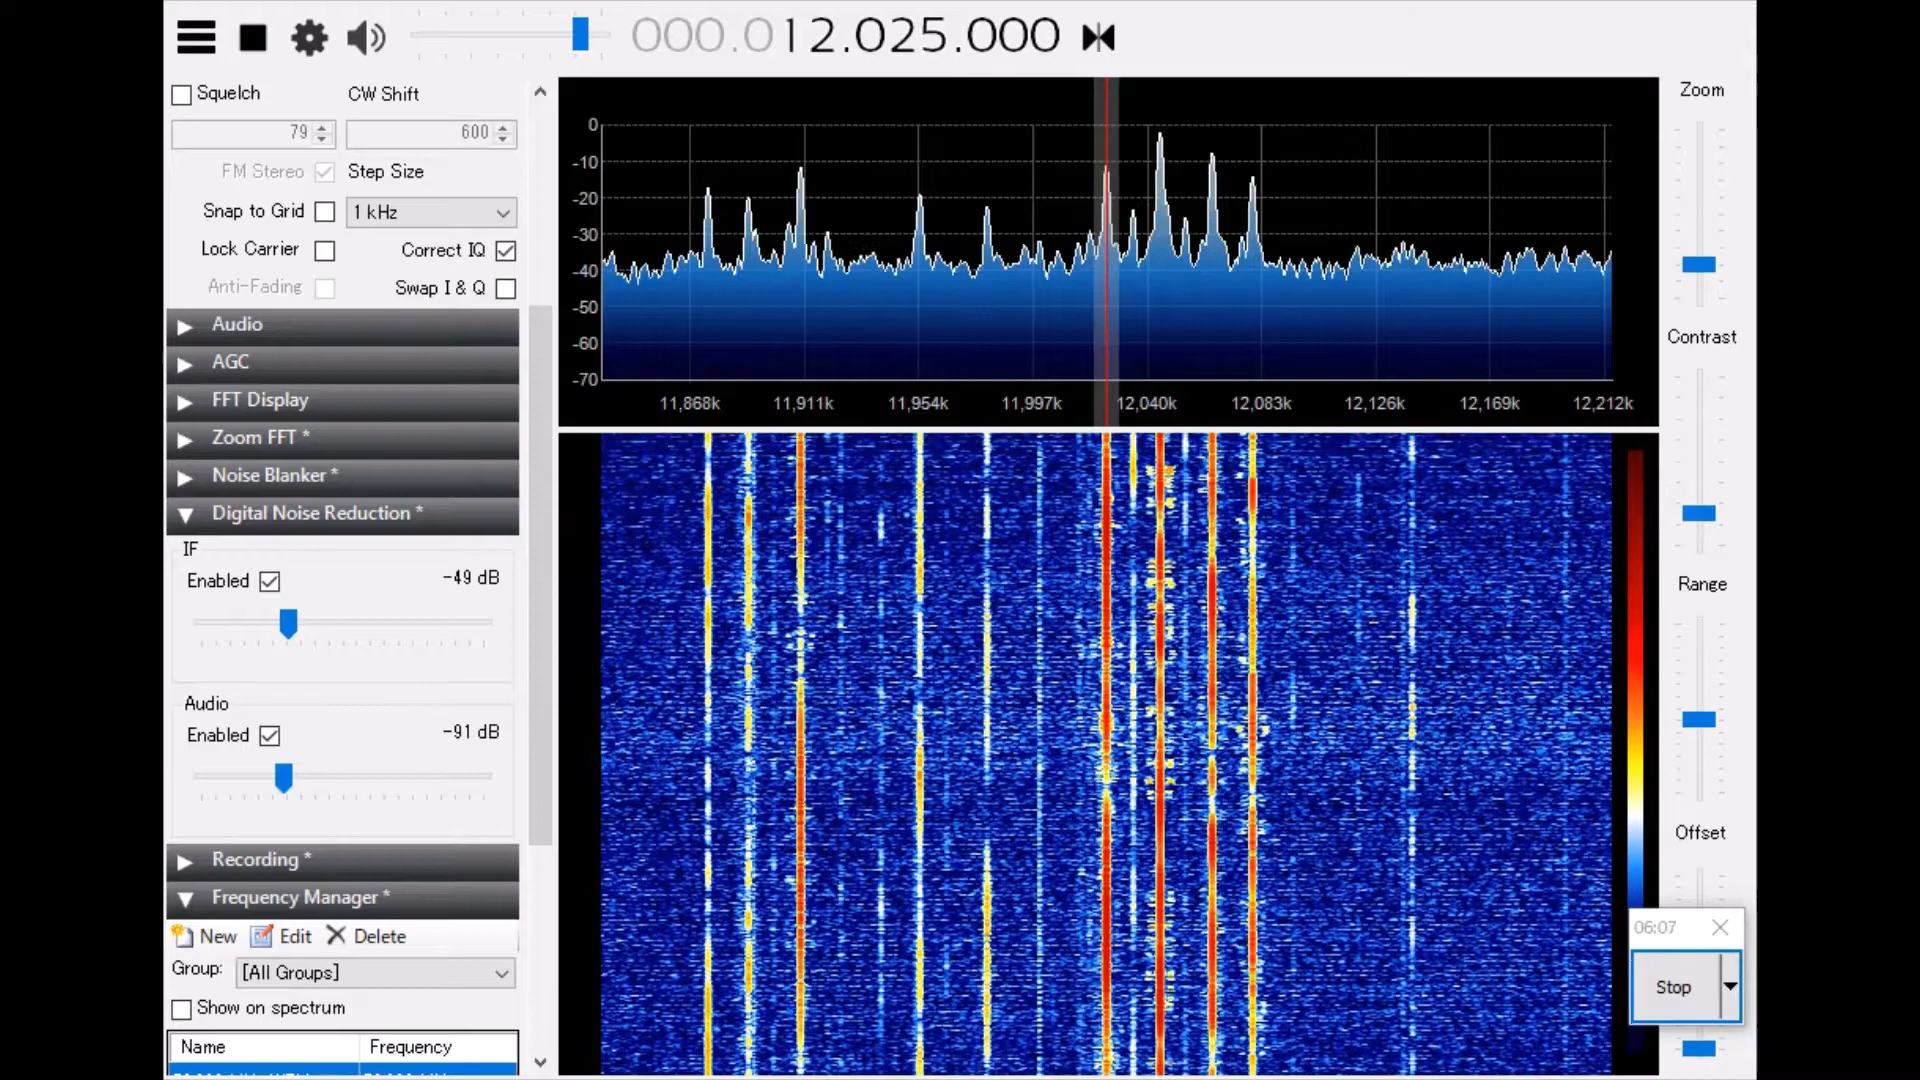 000.012.025.000
Squelch
CW Shift
79
600
FM Stereo
Step Size
Snap to Grid
1 kHz
Lock Carrier
Correct IQ
Anti-Fading
Swap I & Q
Audio
AGC
FFT Display
Zoom FFT *
Noise Blanker *
Digital Noise Reduction *
IF
Enabled
-49 dB
Audio
Enabled
-91 dB
Recording *
Frequency Manager *
New
Edit
Delete
Group:
[All Groups]
Show on spectrum
Name
Frequency
0
-10
-20
-30
-40
-50
-60
-70
11,868k
11,911k
11,954k
11,997k
12,040k
12,083k
12,126k
12,169k
12,212k
Zoom
Contrast
Range
Offset
06:07
Stop